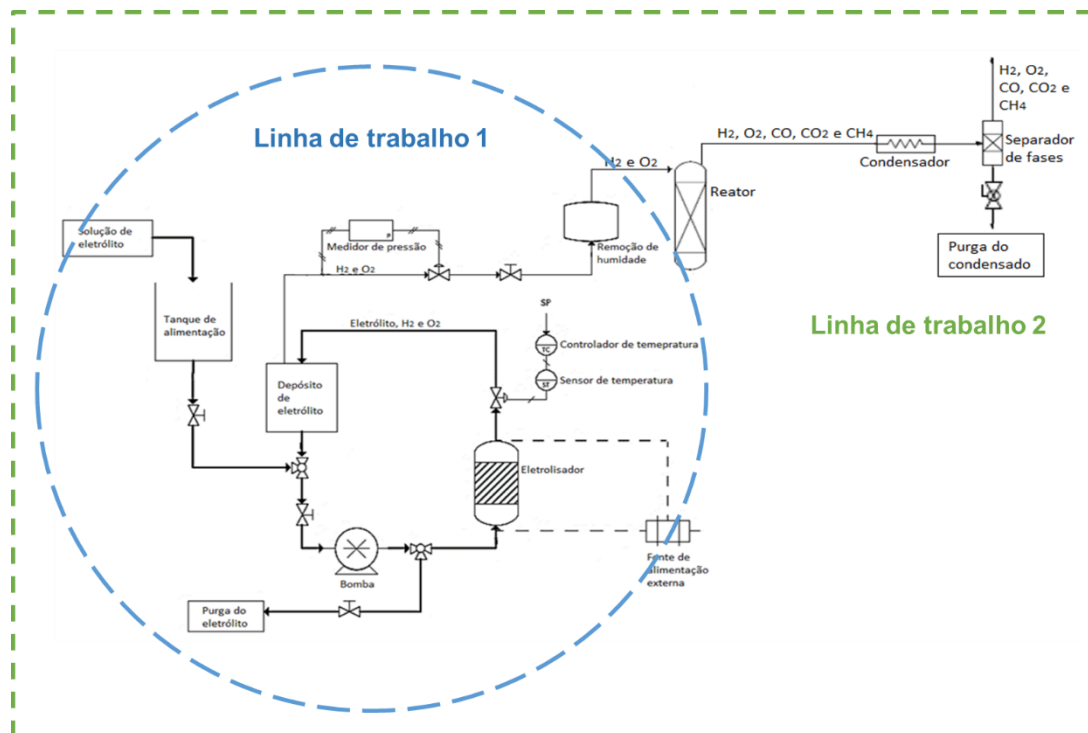 H2, O2,
CO, CO2 e
CH4
Linha de trabalho 1
H2, O2, CO, CO2 e CH4
Separador
de fases
Condensador
H2 e O2
Reator
Solução de
eletrólito
Medidor de pressão
P
Remoção de
humidade
Purga do
condensado
H2 e O2
Tanque de
alimentação
SP
Linha de trabalho 2
Eletrólito, H2 e O2
TC
Controlador de temepratura
ST
Sensor de temperatura
Depósito
de
eletrólito
Eletrolisador
Fonte de
alimentação
externa
Bomba
Purga do
eletrólito